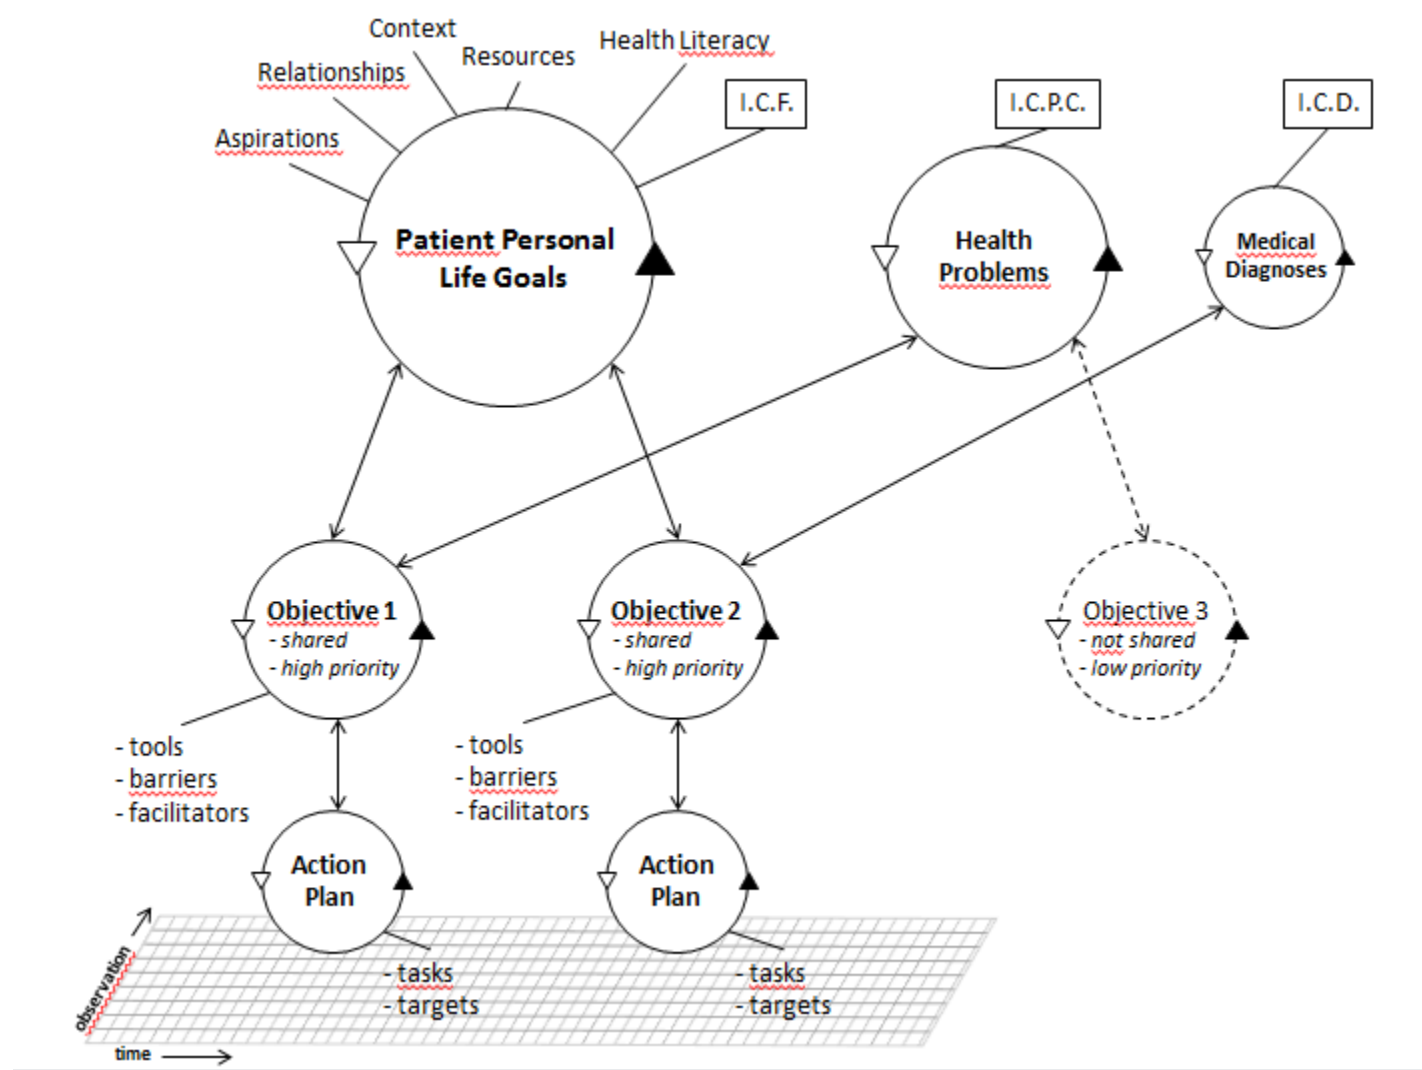 Context
Resources
Health Literacy
Relationships
Aspirations
I.C.F.
I.C.P.C.
I.C.D.
Patient Personal
Life Goals
Health
Problems
Medical
Diagnoses
Objective 1
- shared
- high priority
Objective 2
- shared
- high priority
Objective 3
- not shared
- low priority
- tools
- barriers
- facilitators
- tools
- barriers
- facilitators
Action
Plan
Action
Plan
- tasks
- targets
- tasks
- targets
observation
time